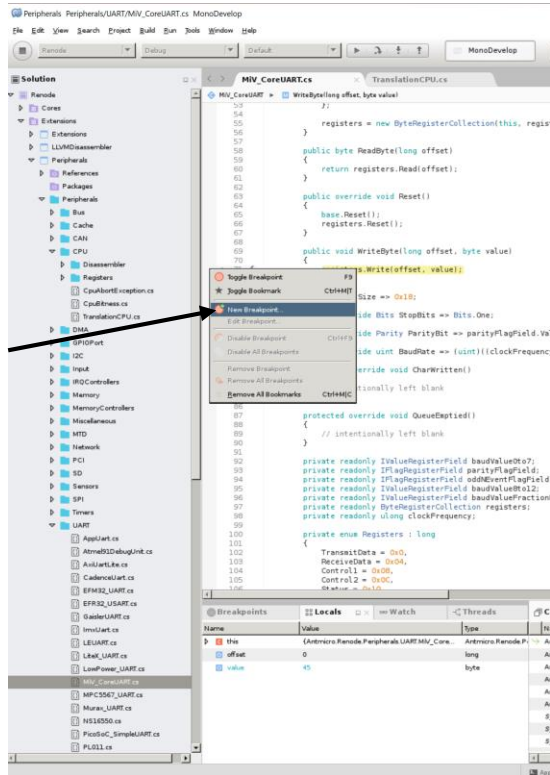 Peripherals Peripherals/UART/MiV_CoreUART.cs MonoDevelop
File Edit View Search Project Build Run Tools Window Help
Renode Debug Default MonoDevelop
Solution
Renode
Cores
Extensions
Extensions
LLVMDisassembler
Peripherals
References
Packages
Peripherals
Bus
Cache
CAN
CPU
Disassembler
Registers
CpuAbortException.cs
CpuBitness.cs
TranslationCPU.cs
DMA
GPIOPort
I2C
Input
IRQControllers
Memory
MemoryControllers
Miscellaneous
MTD
Network
PCI
SD
Sensors
SPI
Timers
UART
AppUart.cs
Atmel91DebugUnit.cs
AxiUartLite.cs
CadenceUart.cs
EFM32_UART.cs
EFR32_USART.cs
GaislerUART.cs
ImxUart.cs
LEUART.cs
LiteX_UART.cs
LowPower_UART.cs
MiV_CoreUART.cs
MPC5567_UART.cs
Murax_UART.cs
NS16550.cs
PicoSoC_SimpleUART.cs
PL011.cs
MiV_CoreUART.cs TranslationCPU.cs
MiV_CoreUART WriteByte(long offset, byte value)
53 };
54
55 registers = new ByteRegisterCollection(this, regist
56 }
57
58 public byte ReadByte(long offset)
59 {
60 return registers.Read(offset);
61 }
62
63 public override void Reset()
64 {
65 base.Reset();
66 registers.Reset();
67 }
68
69 public void WriteByte(long offset, byte value)
70 {
registers.Write(offset, value);
Size => 0x18;
ide Bits StopBits => Bits.One;
ide Parity ParityBit => parityFlagField.Val
ide uint BaudRate => (uint)((clockFrequency
erride void CharWritten()
tionally left blank
Toggle Breakpoint F9
Toggle Bookmark Ctrl+M|T
New Breakpoint...
Edit Breakpoint...
Disable Breakpoint Ctrl+F9
Disable All Breakpoints
Remove Breakpoint
Remove All Breakpoints
Remove All Bookmarks Ctrl+M|C
86
87 protected override void QueueEmptied()
88 {
89 // intentionally left blank
90 }
91
92 private readonly IValueRegisterField baudValue0to7;
93 private readonly IFlagRegisterField parityFlagField;
94 private readonly IFlagRegisterField oddNEventFlagField
95 private readonly IValueRegisterField baudValue8to12;
96 private readonly IValueRegisterField baudValueFraction
97 private readonly ByteRegisterCollection registers;
98 private readonly ulong clockFrequency;
99
100 private enum Registers : long
101 {
102 TransmitData = 0x0,
103 ReceiveData = 0x04,
104 Control1 = 0x08,
105 Control2 = 0x0C,
106 Status = 0x10
Breakpoints Locals Watch Threads
Name Value Type
this {Antmicro.Renode.Peripherals.UART.MiV_Core... Antmicro.Renode.P
offset 0 long
value 45 byte